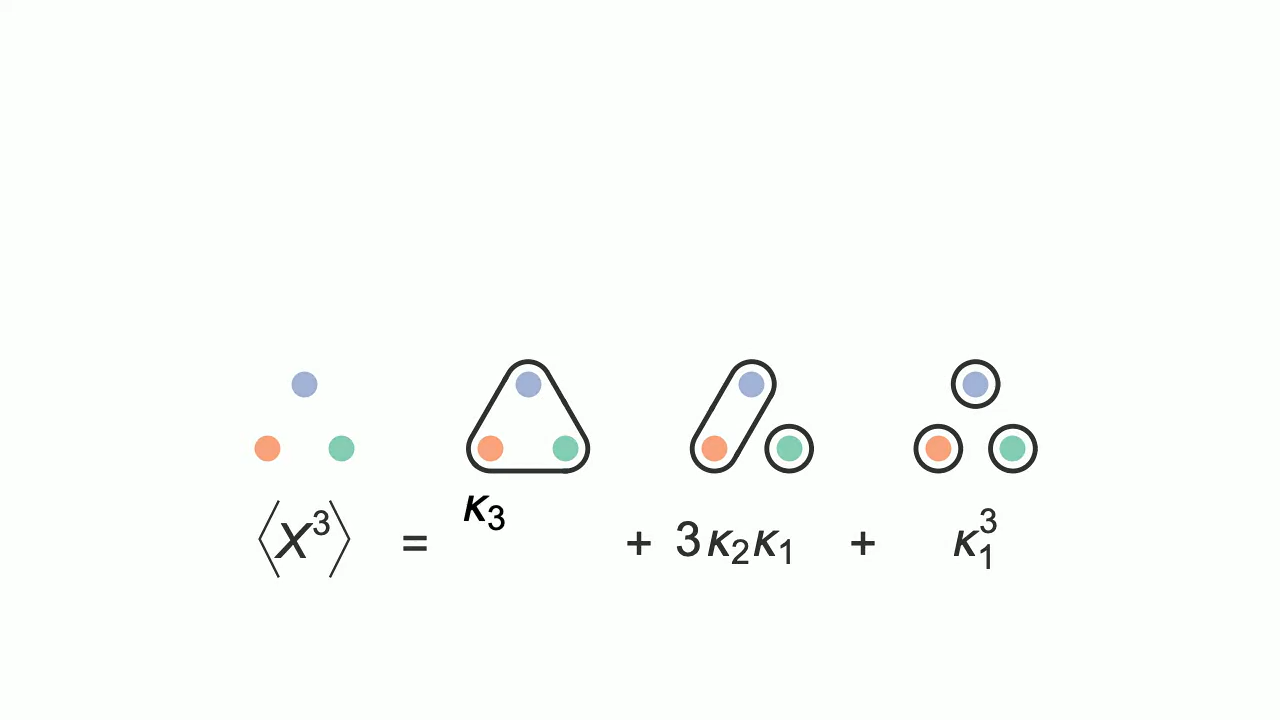 ⟨X³⟩ = κ₃ + 3κ₂κ₁ + κ₁³